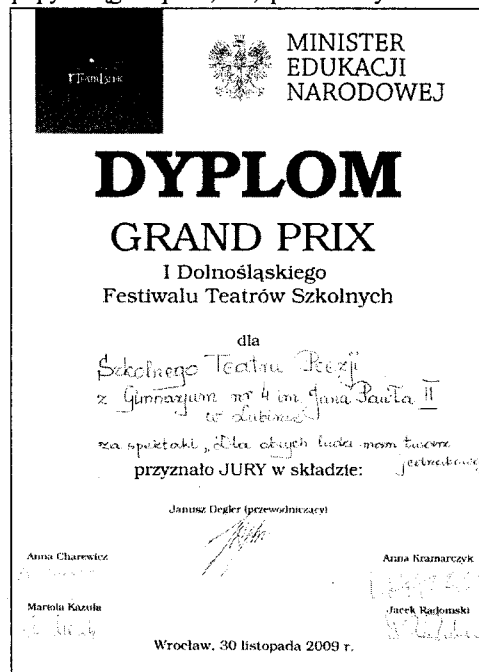 MINISTER
EDUKACJI
NARODOWEJ
DYPLOM
GRAND PRIX
I Dolnośląskiego
Festiwalu Teatrów Szkolnych
dla
Szkolnego Teatru Poezji
z Gimnazjum nr 4 im. Jana Pawła II
w Lubinie
za spektakl „Dla obcych ludzi mam twarz
jednakową
przyznało JURY w składzie:
Janusz Degler (przewodniczący)
Anna Charewicz
Anna Kramarczyk
Mariola Kazula
Jacek Radomski
Wrocław, 30 listopada 2009 r.